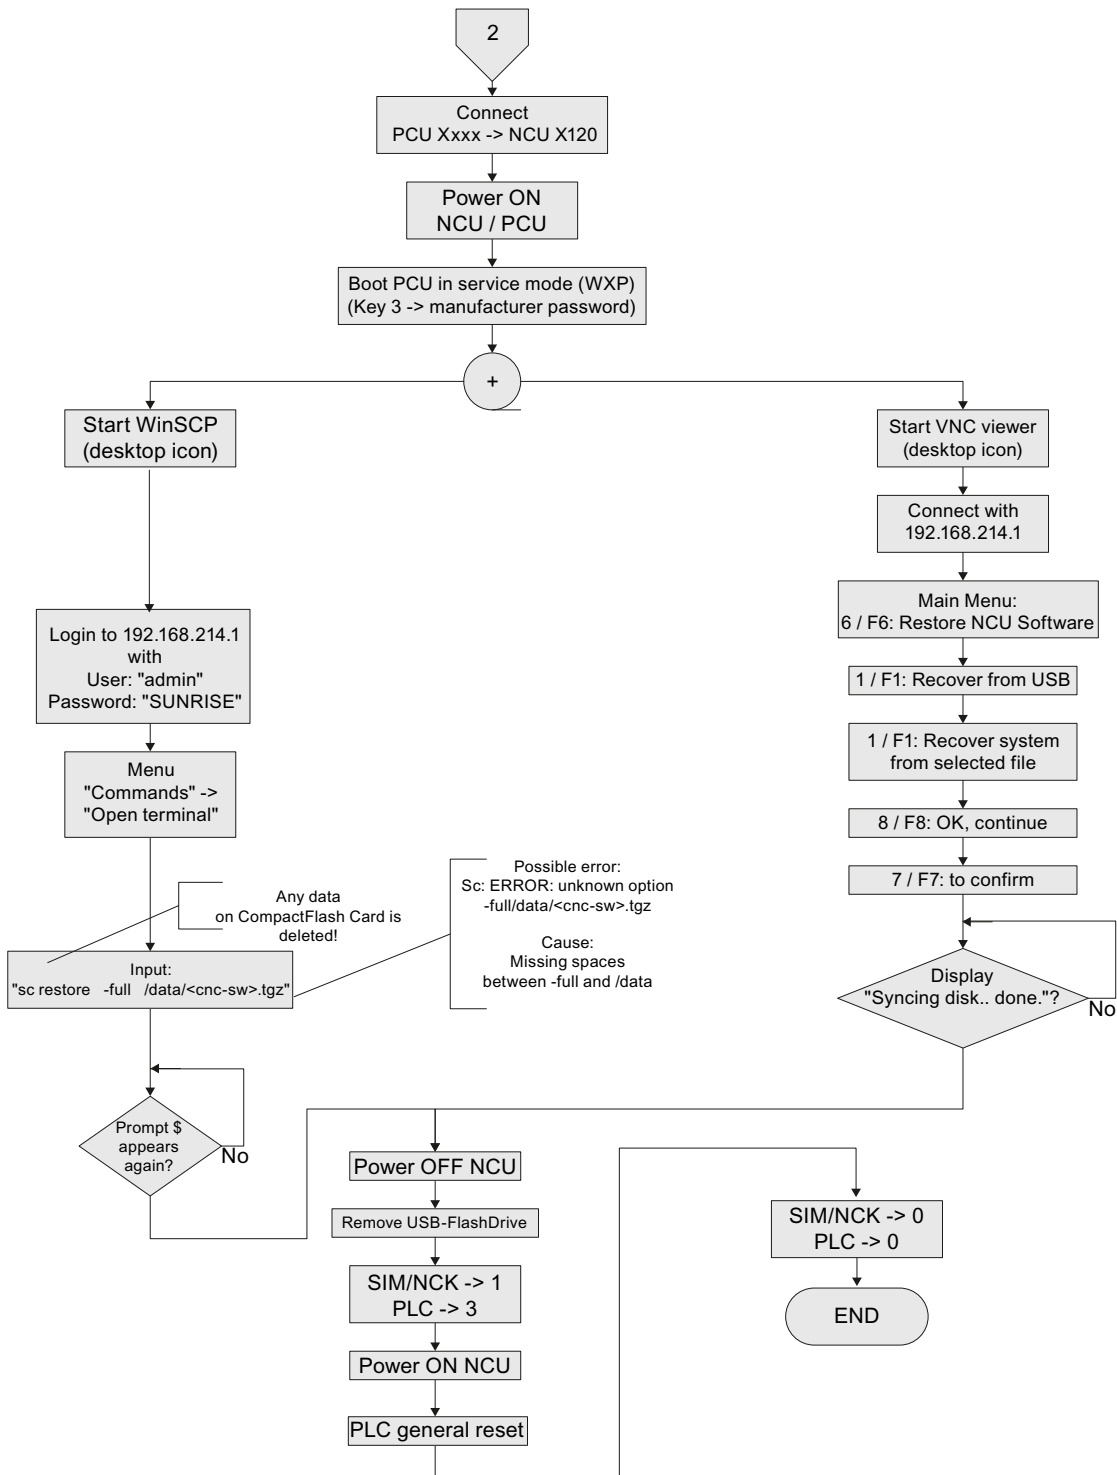 2
Connect
PCU Xxxx -> NCU X120
Power ON
NCU / PCU
Boot PCU in service mode (WXP)
(Key 3 -> manufacturer password)
+
Start WinSCP
(desktop icon)
Login to 192.168.214.1
with
User: "admin"
Password: "SUNRISE"
Menu
"Commands" ->
"Open terminal"
Any data
on CompactFlash Card is
deleted!
Input:
"sc restore -full /data/<cnc-sw>.tgz"
Possible error:
Sc: ERROR: unknown option
-full/data/<cnc-sw>.tgz
Cause:
Missing spaces
between -full and /data
Prompt $
appears
again?
No
Start VNC viewer
(desktop icon)
Connect with
192.168.214.1
Main Menu:
6 / F6: Restore NCU Software
1 / F1: Recover from USB
1 / F1: Recover system
from selected file
8 / F8: OK, continue
7 / F7: to confirm
Display
"Syncing disk.. done."?
No
Power OFF NCU
Remove USB-FlashDrive
SIM/NCK -> 1
PLC -> 3
Power ON NCU
PLC general reset
SIM/NCK -> 0
PLC -> 0
END